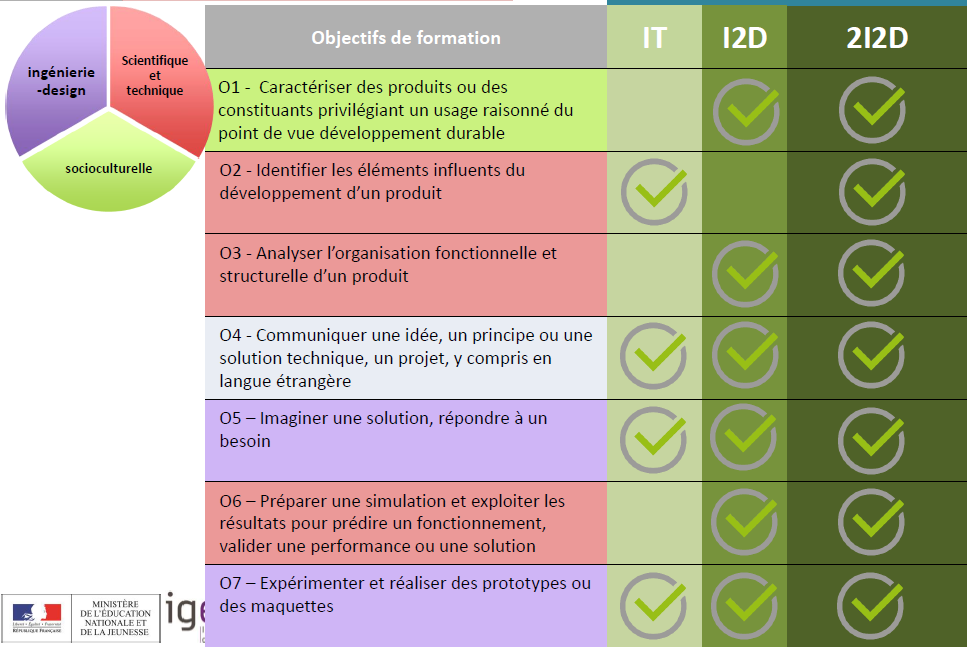 ingénierie
-design
Scientifique
et
technique
socioculturelle
Objectifs de formation
IT
I2D
2I2D
O1 - Caractériser des produits ou des
constituants privilégiant un usage raisonné du
point de vue développement durable
O2 - Identifier les éléments influents du
développement d’un produit
O3 - Analyser l’organisation fonctionnelle et
structurelle d’un produit
O4 - Communiquer une idée, un principe ou une
solution technique, un projet, y compris en
langue étrangère
O5 – Imaginer une solution, répondre à un
besoin
O6 – Préparer une simulation et exploiter les
résultats pour prédire un fonctionnement,
valider une performance ou une solution
O7 – Expérimenter et réaliser des prototypes ou
des maquettes
Liberté • Égalité • Fraternité
RÉPUBLIQUE FRANÇAISE
MINISTÈRE
DE L’ÉDUCATION
NATIONALE ET
DE LA JEUNESSE